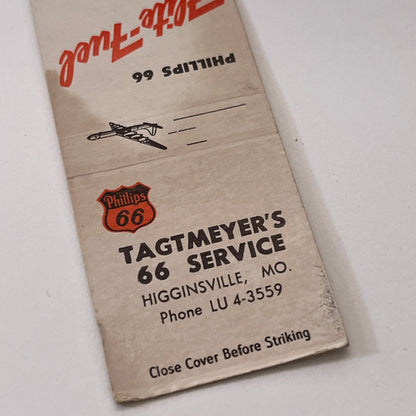 Flite-Fuel
PHILLIPS 66
Phillips
66
TAGTMEYER'S
66 SERVICE
HIGGINSVILLE, MO.
Phone LU 4-3559
Close Cover Before Striking